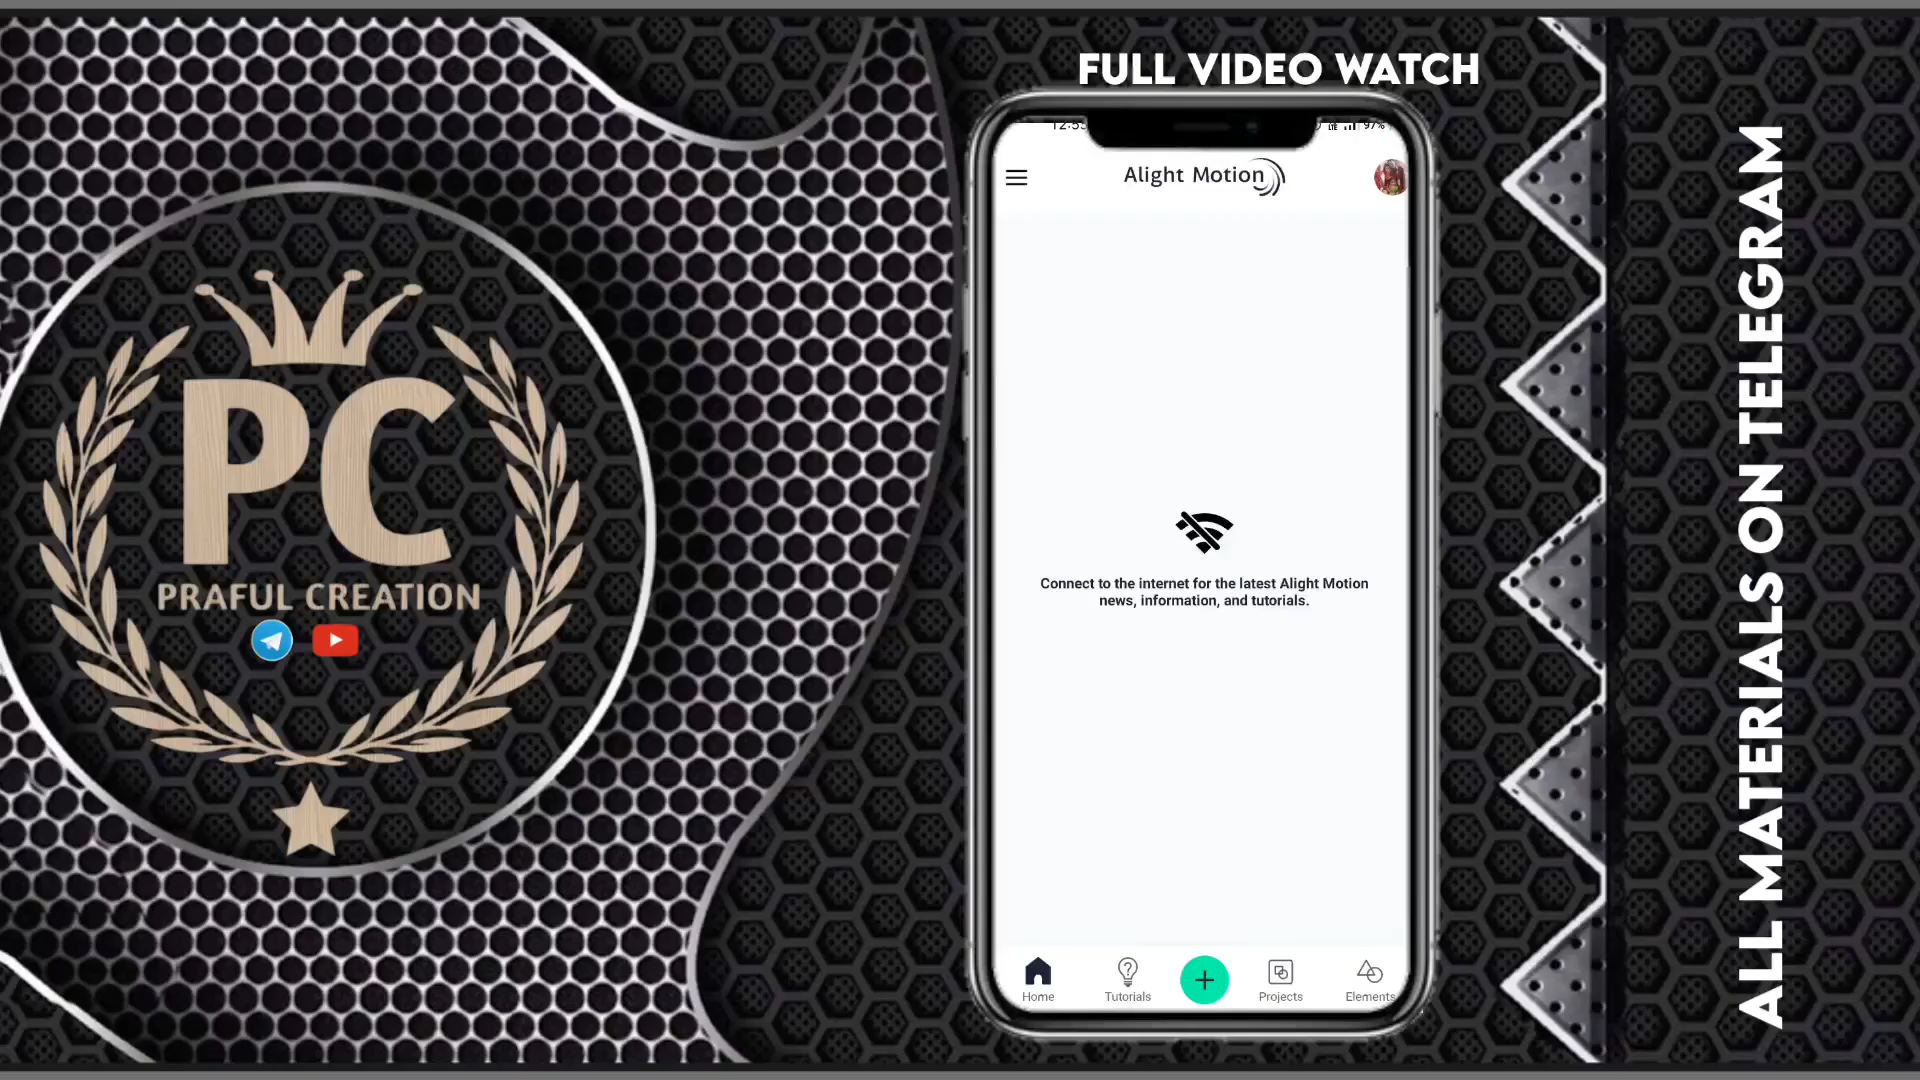 FULL VIDEO WATCH
97%
Alight Motion
Connect to the internet for the latest Alight Motion
news, information, and tutorials.
Home
Tutorials
Projects
Elements
PC
PRAFUL CREATION
ALL MATERIALS ON TELEGRAM